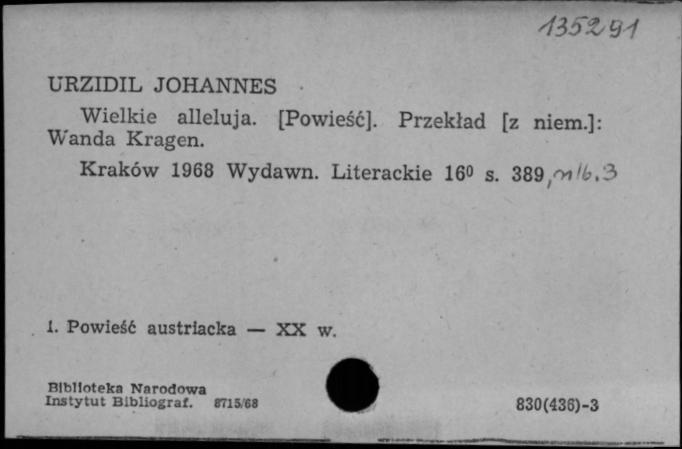 135291
URZIDIL JOHANNES
Wielkie alleluja. [Powieść]. Przekład [z niem.]:
Wanda Kragen.
Kraków 1968 Wydawn. Literackie 16⁰ s. 389, nlb. 3
1. Powieść austriacka — XX w.
Biblioteka Narodowa
Instytut Bibliograf. 8715/68
830(436)-3